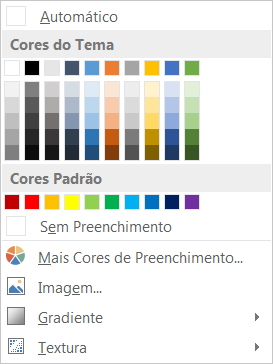 Automático
Cores do Tema
Cores Padrão
Sem Preenchimento
Mais Cores de Preenchimento...
Imagem...
Gradiente
Textura